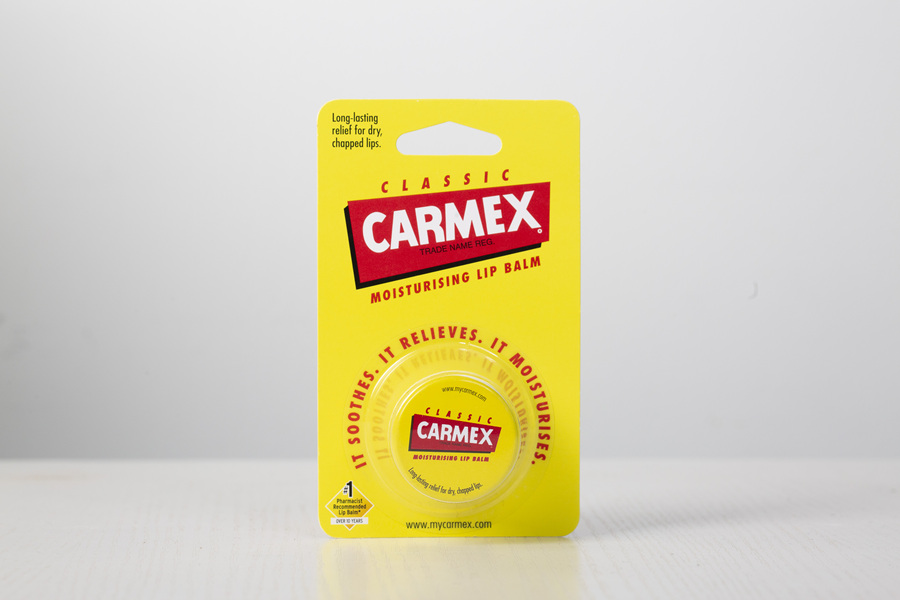 Long-lasting
relief for dry,
chapped lips.
CLASSIC
CARMEX®
TRADE NAME REG.
MOISTURISING LIP BALM
IT SOOTHES. IT RELIEVES. IT MOISTURISES.
www.mycarmex.com
CLASSIC
CARMEX
MOISTURISING LIP BALM
Long-lasting relief for dry, chapped lips.
#1
Pharmacist
Recommended
Lip Balm*
OVER 10 YEARS
www.mycarmex.com